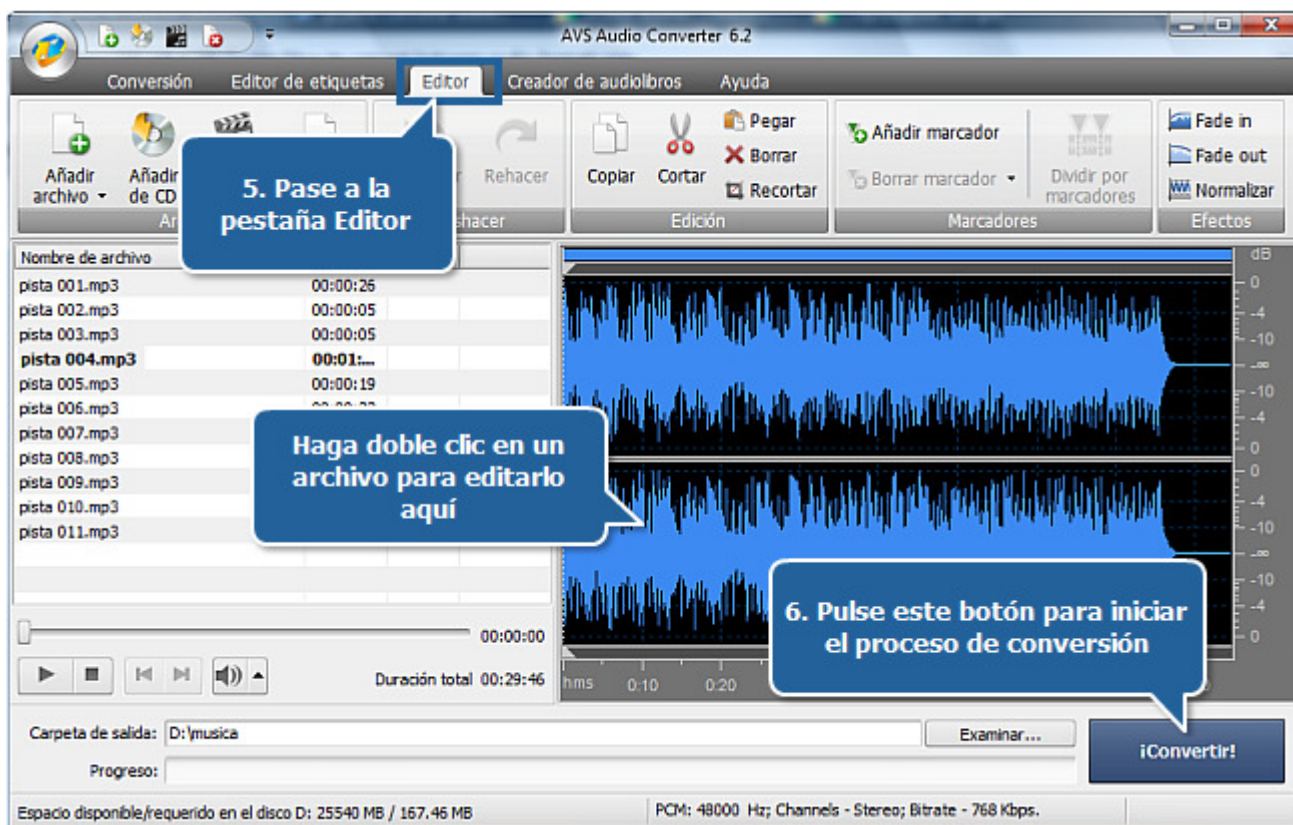 AVS Audio Converter 6.2
Conversión Editor de etiquetas Editor Creador de audiolibros Ayuda
Añadir archivo
Añadir de CD
5. Pase a la
pestaña Editor
Rehacer
Copiar
Cortar
Pegar
Borrar
Recortar
Edición
Añadir marcador
Borrar marcador
Dividir por
marcadores
Marcadores
Fade in
Fade out
Normalizar
Efectos
Nombre de archivo
pista 001.mp3 00:00:26
pista 002.mp3 00:00:05
pista 003.mp3 00:00:05
pista 004.mp3 00:01:...
pista 005.mp3 00:00:19
pista 006.mp3
pista 007.mp3
pista 008.mp3
pista 009.mp3
pista 010.mp3
pista 011.mp3
Haga doble clic en un
archivo para editarlo
aquí
dB
0
-4
-10
-∞
-10
-4
0
0
-4
-10
-∞
-10
-4
0
6. Pulse este botón para iniciar
el proceso de conversión
00:00:00
Duración total 00:29:46
hms 0:10 0:20
Carpeta de salida: D:\musica Examinar...
¡Convertir!
Progreso:
Espacio disponible/requerido en el disco D: 25540 MB / 167.46 MB PCM: 48000 Hz; Channels - Stereo; Bitrate - 768 Kbps.